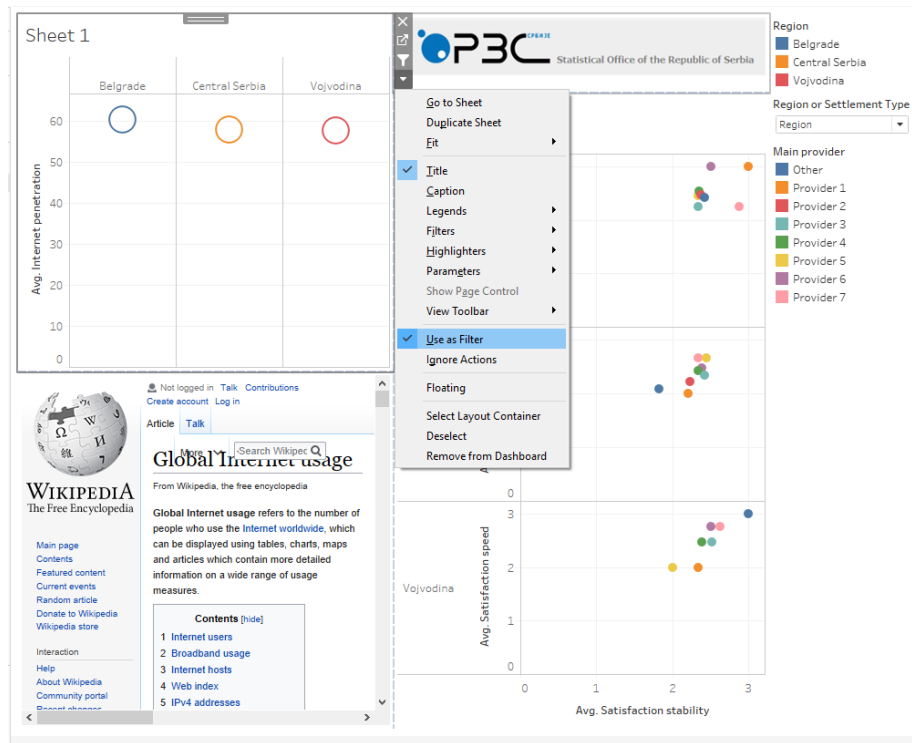 Sheet 1
Belgrade
Central Serbia
Vojvodina
60
50
40
30
20
10
0
Avg. Internet penetration
РЗС
СРБИЈЕ
Statistical Office of the Republic of Serbia
Go to Sheet
Duplicate Sheet
Fit
Title
Caption
Legends
Filters
Highlighters
Parameters
Show Page Control
View Toolbar
Use as Filter
Ignore Actions
Floating
Select Layout Container
Deselect
Remove from Dashboard
Region
Belgrade
Central Serbia
Vojvodina
Region or Settlement Type
Region
Main provider
Other
Provider 1
Provider 2
Provider 3
Provider 4
Provider 5
Provider 6
Provider 7
Not logged in Talk Contributions
Create account Log in
Article Talk
More
Search Wikipec
WIKIPEDIA
The Free Encyclopedia
Global Internet usage
From Wikipedia, the free encyclopedia
Global Internet usage refers to the number of
people who use the Internet worldwide, which
can be displayed using tables, charts, maps
and articles which contain more detailed
information on a wide range of usage
measures.
Contents [hide]
1 Internet users
2 Broadband usage
3 Internet hosts
4 Web index
5 IPv4 addresses
Main page
Contents
Featured content
Current events
Random article
Donate to Wikipedia
Wikipedia store
Interaction
Help
About Wikipedia
Community portal
Recent changes
A
0
Vojvodina
Avg. Satisfaction speed
3
2
1
0
0
1
2
3
Avg. Satisfaction stability